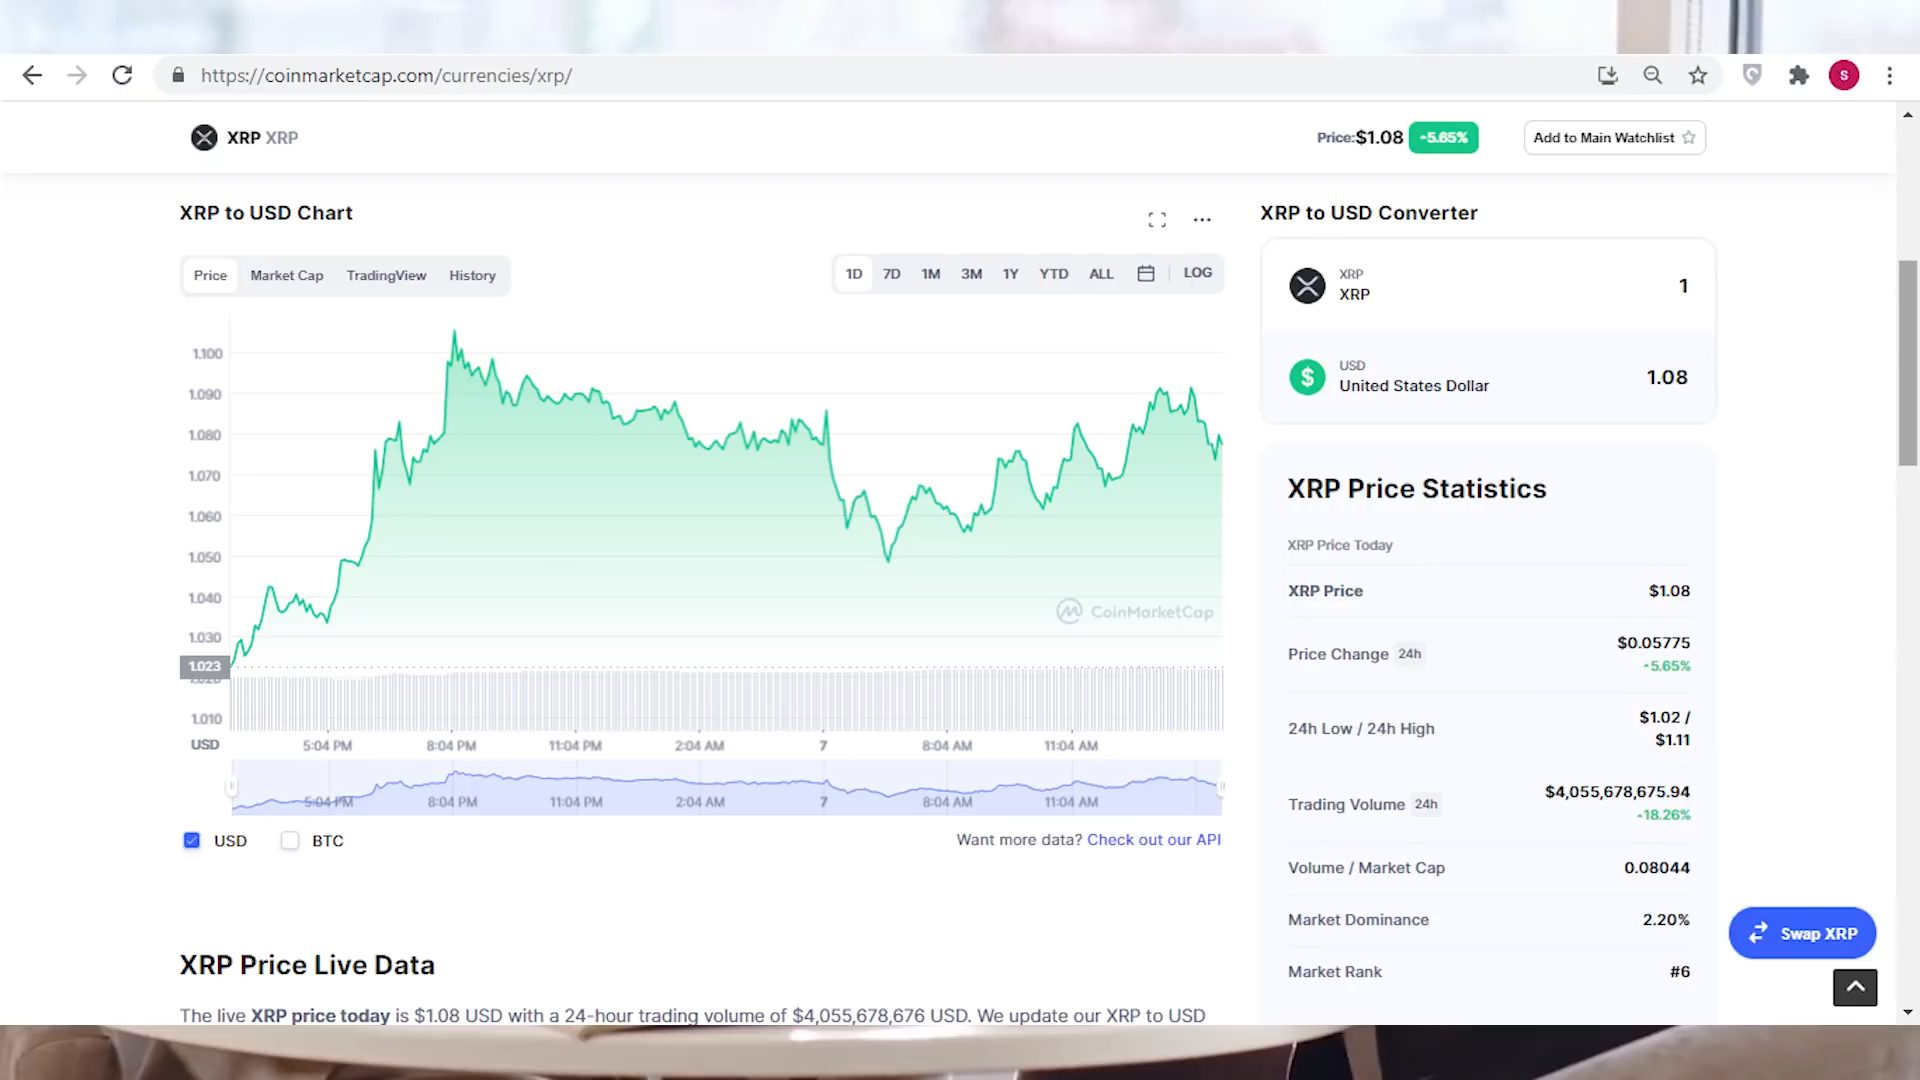 https://coinmarketcap.com/currencies/xrp/
S
XRP XRP
Price:$1.08
5.65%
Add to Main Watchlist
XRP to USD Chart
Price Market Cap TradingView History
1D 7D 1M 3M 1Y YTD ALL LOG
1.100
1.090
1.080
1.070
1.060
1.050
1.040
1.030
1.023
1.010
USD
CoinMarketCap
5:04 PM 8:04 PM 11:04 PM 2:04 AM 7 8:04 AM 11:04 AM
5:04 PM 8:04 PM 11:04 PM 2:04 AM 7 8:04 AM 11:04 AM
USD BTC
Want more data? Check out our API
XRP Price Live Data
The live XRP price today is $1.08 USD with a 24-hour trading volume of $4,055,678,676 USD. We update our XRP to USD
XRP to USD Converter
XRP
XRP
1
$
USD
United States Dollar
1.08
XRP Price Statistics
XRP Price Today
XRP Price $1.08
Price Change 24h $0.05775
5.65%
24h Low / 24h High $1.02 /
$1.11
Trading Volume 24h $4,055,678,675.94
18.26%
Volume / Market Cap 0.08044
Market Dominance 2.20%
Market Rank #6
Swap XRP